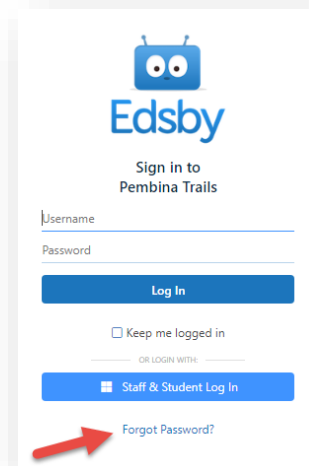 Edsby
Sign in to
Pembina Trails
Username
Password
Log In
Keep me logged in
OR LOGIN WITH:
Staff & Student Log In
Forgot Password?